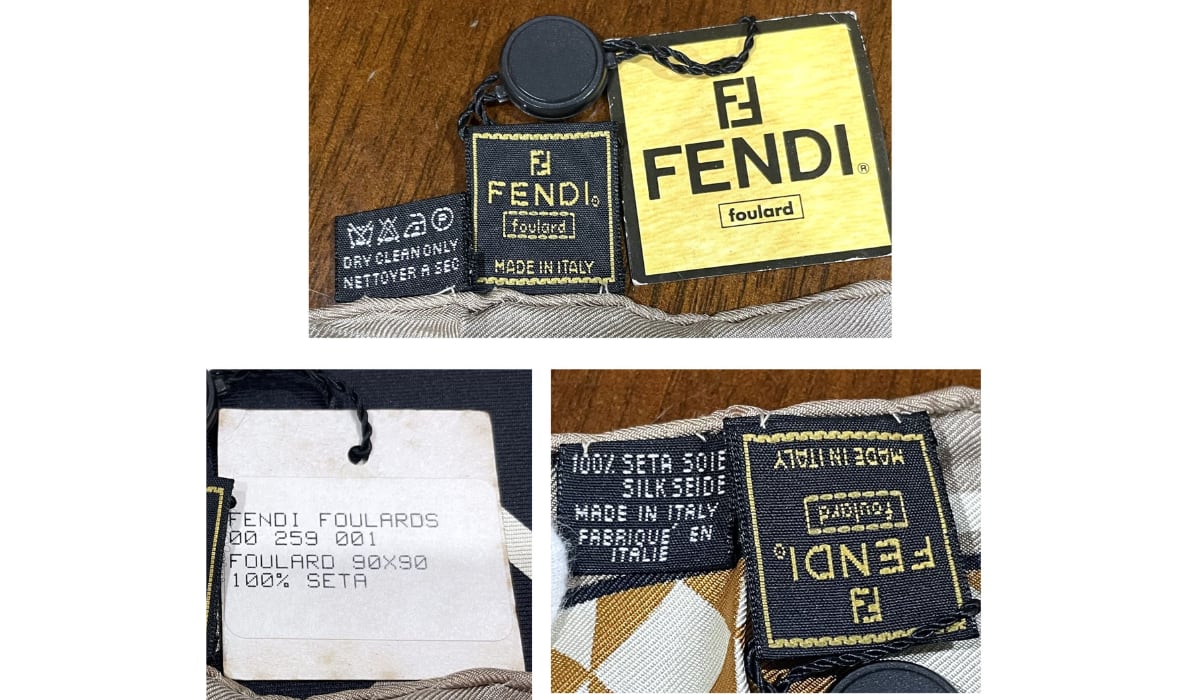 DRY CLEAN ONLY
NETTOYER A SEC
FENDI®
foulard
MADE IN ITALY
FENDI®
foulard
FENDI FOULARDS
00 259 001
FOULARD 90X90
100% SETA
100% SETA SOIE
SILK SEIDE
MADE IN ITALY
FABRIQUÉ EN
ITALIE
MADE IN ITALY
foulard
FENDI®